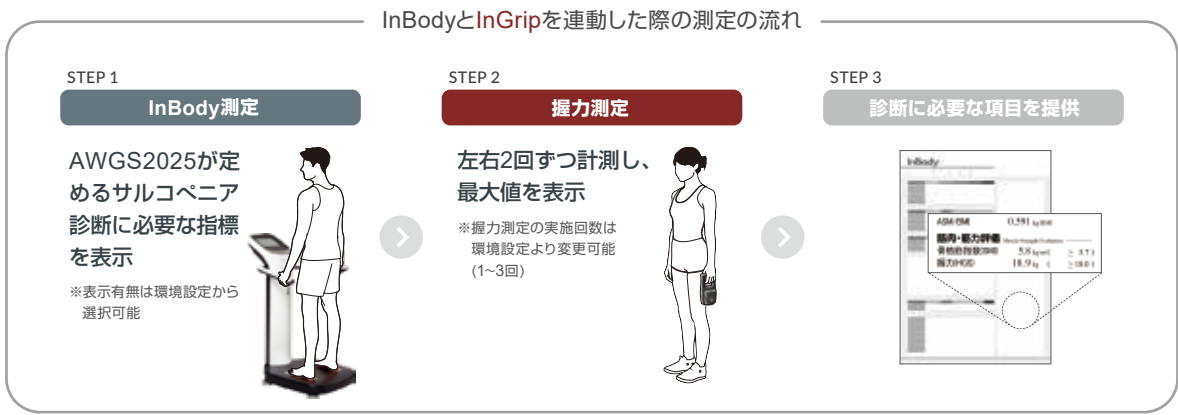 InBodyとInGripを連動した際の測定の流れ
STEP 1
InBody測定
AWGS2025が定
めるサルコペニア
診断に必要な指標
を表示
※表示有無は環境設定から
選択可能
STEP 2
握力測定
左右2回ずつ計測し、
最大値を表示
※握力測定の実施回数は
環境設定より変更可能
(1~3回)
STEP 3
診断に必要な項目を提供
InBody
ASM/BMI 0.591
筋肉・筋力評価
5.8
握力(HGS) 18.9 kg